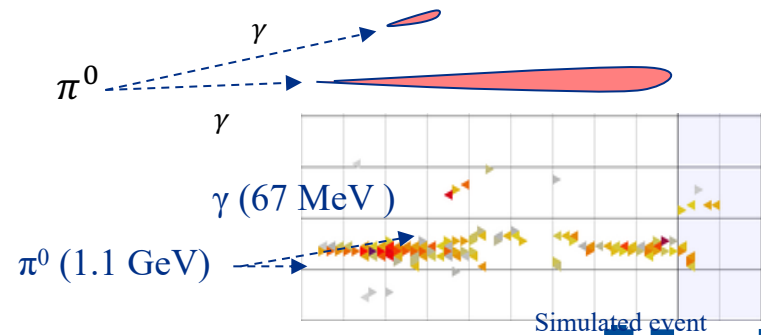 γ
π⁰
γ
γ (67 MeV )
π⁰ (1.1 GeV)
Simulated event